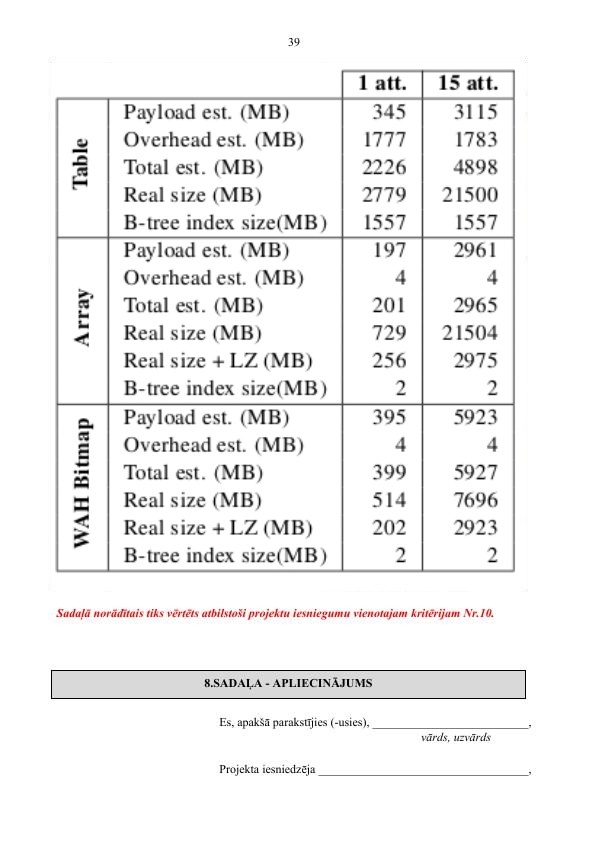 39
1 att. 15 att.
Table
Payload est. (MB) 345 3115
Overhead est. (MB) 1777 1783
Total est. (MB) 2226 4898
Real size (MB) 2779 21500
B-tree index size(MB) 1557 1557
Array
Payload est. (MB) 197 2961
Overhead est. (MB) 4 4
Total est. (MB) 201 2965
Real size (MB) 729 21504
Real size + LZ (MB) 256 2975
B-tree index size(MB) 2 2
WAH Bitmap
Payload est. (MB) 395 5923
Overhead est. (MB) 4 4
Total est. (MB) 399 5927
Real size (MB) 514 7696
Real size + LZ (MB) 202 2923
B-tree index size(MB) 2 2
Sadaļā norādītais tiks vērtēts atbilstoši projektu iesniegumu vienotajam kritērijam Nr.10.
8.SADAĻA - APLIECINĀJUMS
Es, apakšā parakstījies (-usies), __________________________,
vārds, uzvārds
Projekta iesniedzēja ___________________________________,